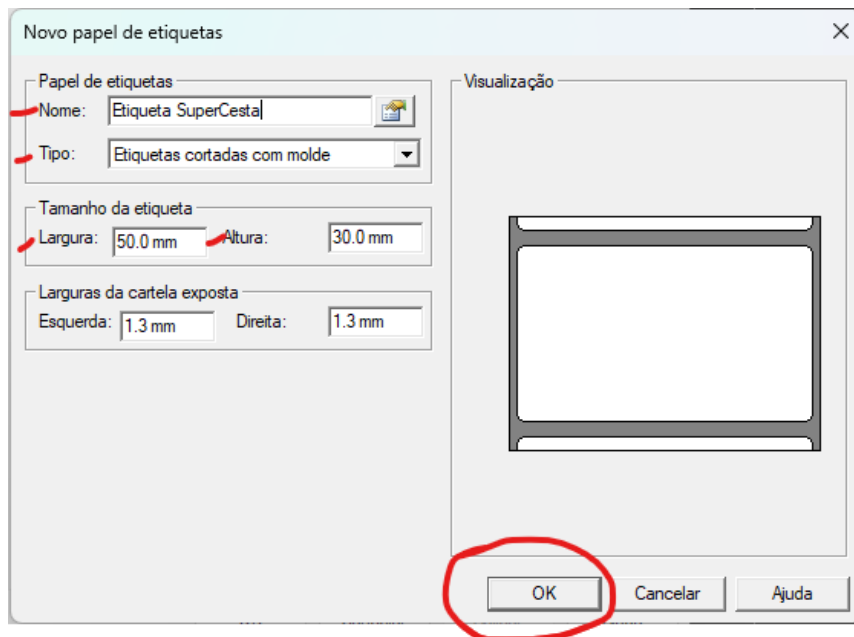 Novo papel de etiquetas
Papel de etiquetas
Nome: Etiqueta SuperCesta
Tipo: Etiquetas cortadas com molde
Tamanho da etiqueta
Largura: 50.0 mm Altura: 30.0 mm
Larguras da cartela exposta
Esquerda: 1.3 mm Direita: 1.3 mm
Visualização
OK Cancelar Ajuda